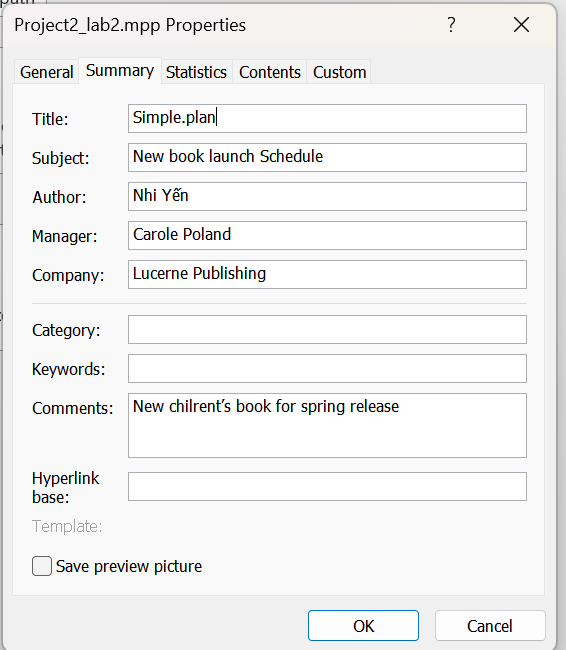 path
Project2_lab2.mpp Properties
?
General Summary Statistics Contents Custom
Title: Simple.plan
Subject: New book launch Schedule
Author: Nhi Yến
Manager: Carole Poland
Company: Lucerne Publishing
Category:
Keywords:
Comments: New chilrent’s book for spring release
Hyperlink
base:
Template:
Save preview picture
OK Cancel